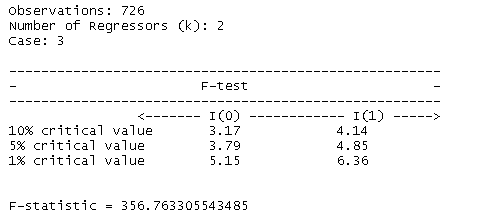 Observations: 726
Number of Regressors (k): 2
Case: 3
------------------------------------------------------
-                       F-test                       -
------------------------------------------------------
<------- I(0) ------------ I(1) ----->
10% critical value       3.17            4.14
5% critical value        3.79            4.85
1% critical value        5.15            6.36
F-statistic = 356.763305543485